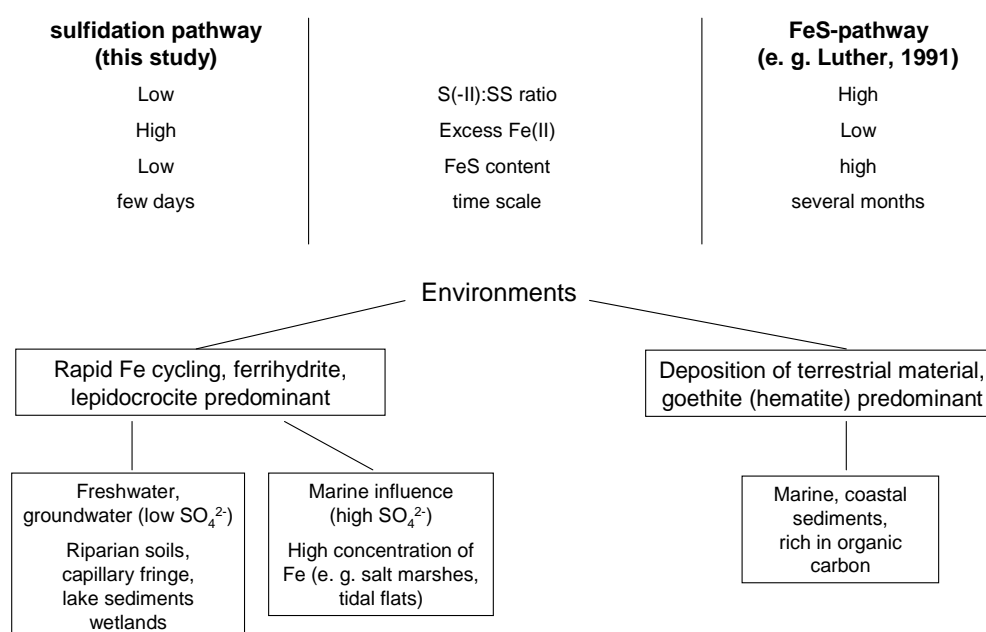 sulfidation pathway
(this study)
FeS-pathway
(e. g. Luther, 1991)
Low
S(-II):SS ratio
High
High
Excess Fe(II)
Low
Low
FeS content
high
few days
time scale
several months
Environments
Rapid Fe cycling, ferrihydrite,
lepidocrocite predominant
Deposition of terrestrial material,
goethite (hematite) predominant
Freshwater,
groundwater (low SO₄²⁻)
Riparian soils,
capillary fringe,
lake sediments
wetlands
Marine influence
(high SO₄²⁻)
High concentration of
Fe (e. g. salt marshes,
tidal flats)
Marine, coastal
sediments,
rich in organic
carbon